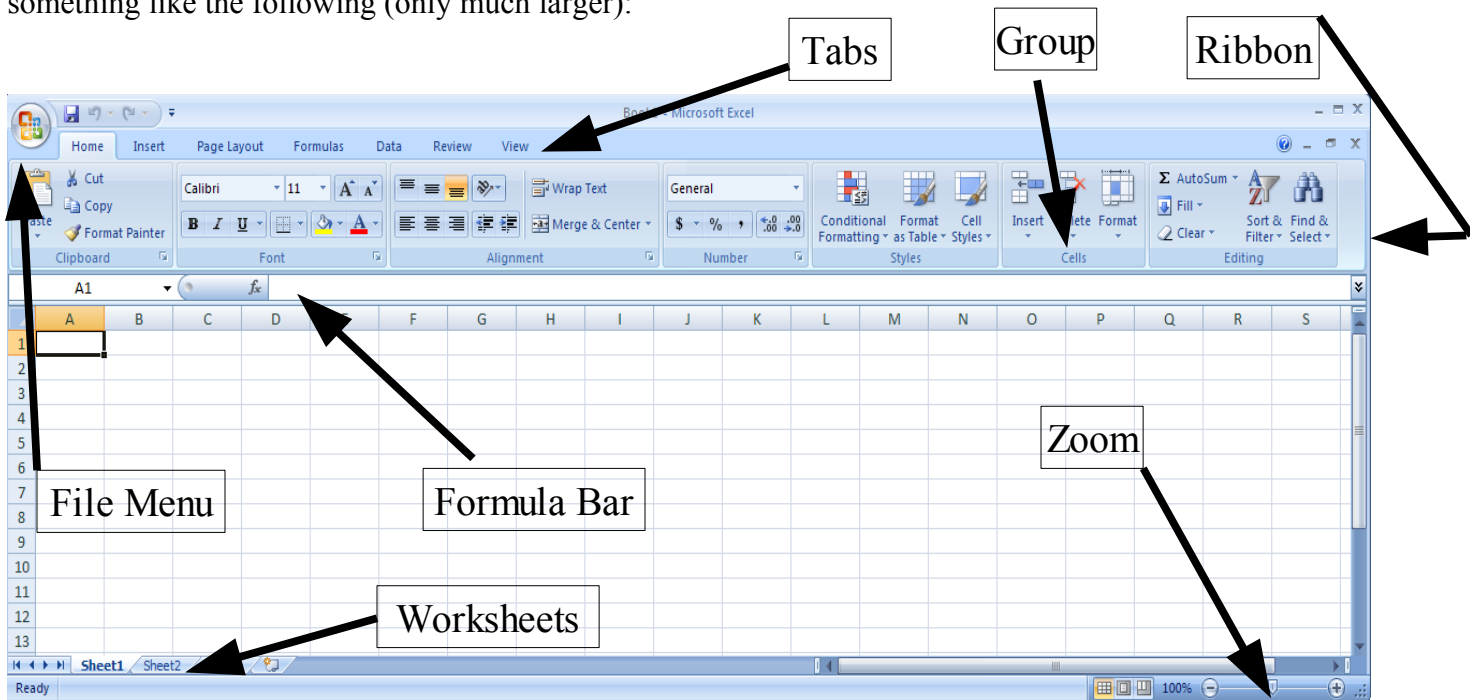 something like the following (only much larger):
Tabs
Group
Ribbon
Microsoft Excel
Home Insert Page Layout Formulas Data Review View
Cut
Calibri 11
Wrap Text
General
Σ AutoSum
Copy
Fill
Format Painter
B I U
Merge & Center
$ % ,
Conditional Formatting
Format as Table
Cell Styles
Insert
Format
Clear
Sort & Filter
Find & Select
Clipboard Font Alignment Number Styles Cells Editing
A1
fx
A B C D F G H I J K L M N O P Q R S
1
2
3
4
5
6
7
8
9
10
11
12
13
Zoom
File Menu
Formula Bar
Worksheets
Sheet1 Sheet2
Ready
100%